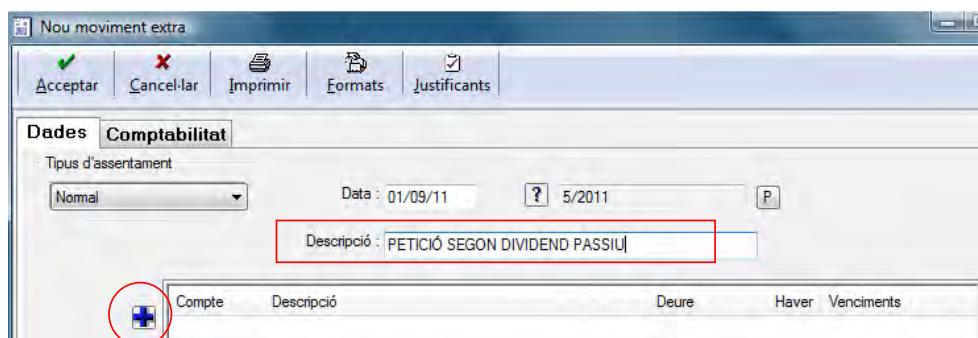 Nou moviment extra
Acceptar Cancel·lar Imprimir Formats Justificants
Dades Comptabilitat
Tipus d'assentament
Normal Data : 01/09/11 ? 5/2011 P
Descripció : PETICIÓ SEGON DIVIDEND PASSIU
Compte Descripció Deure Haver Venciments